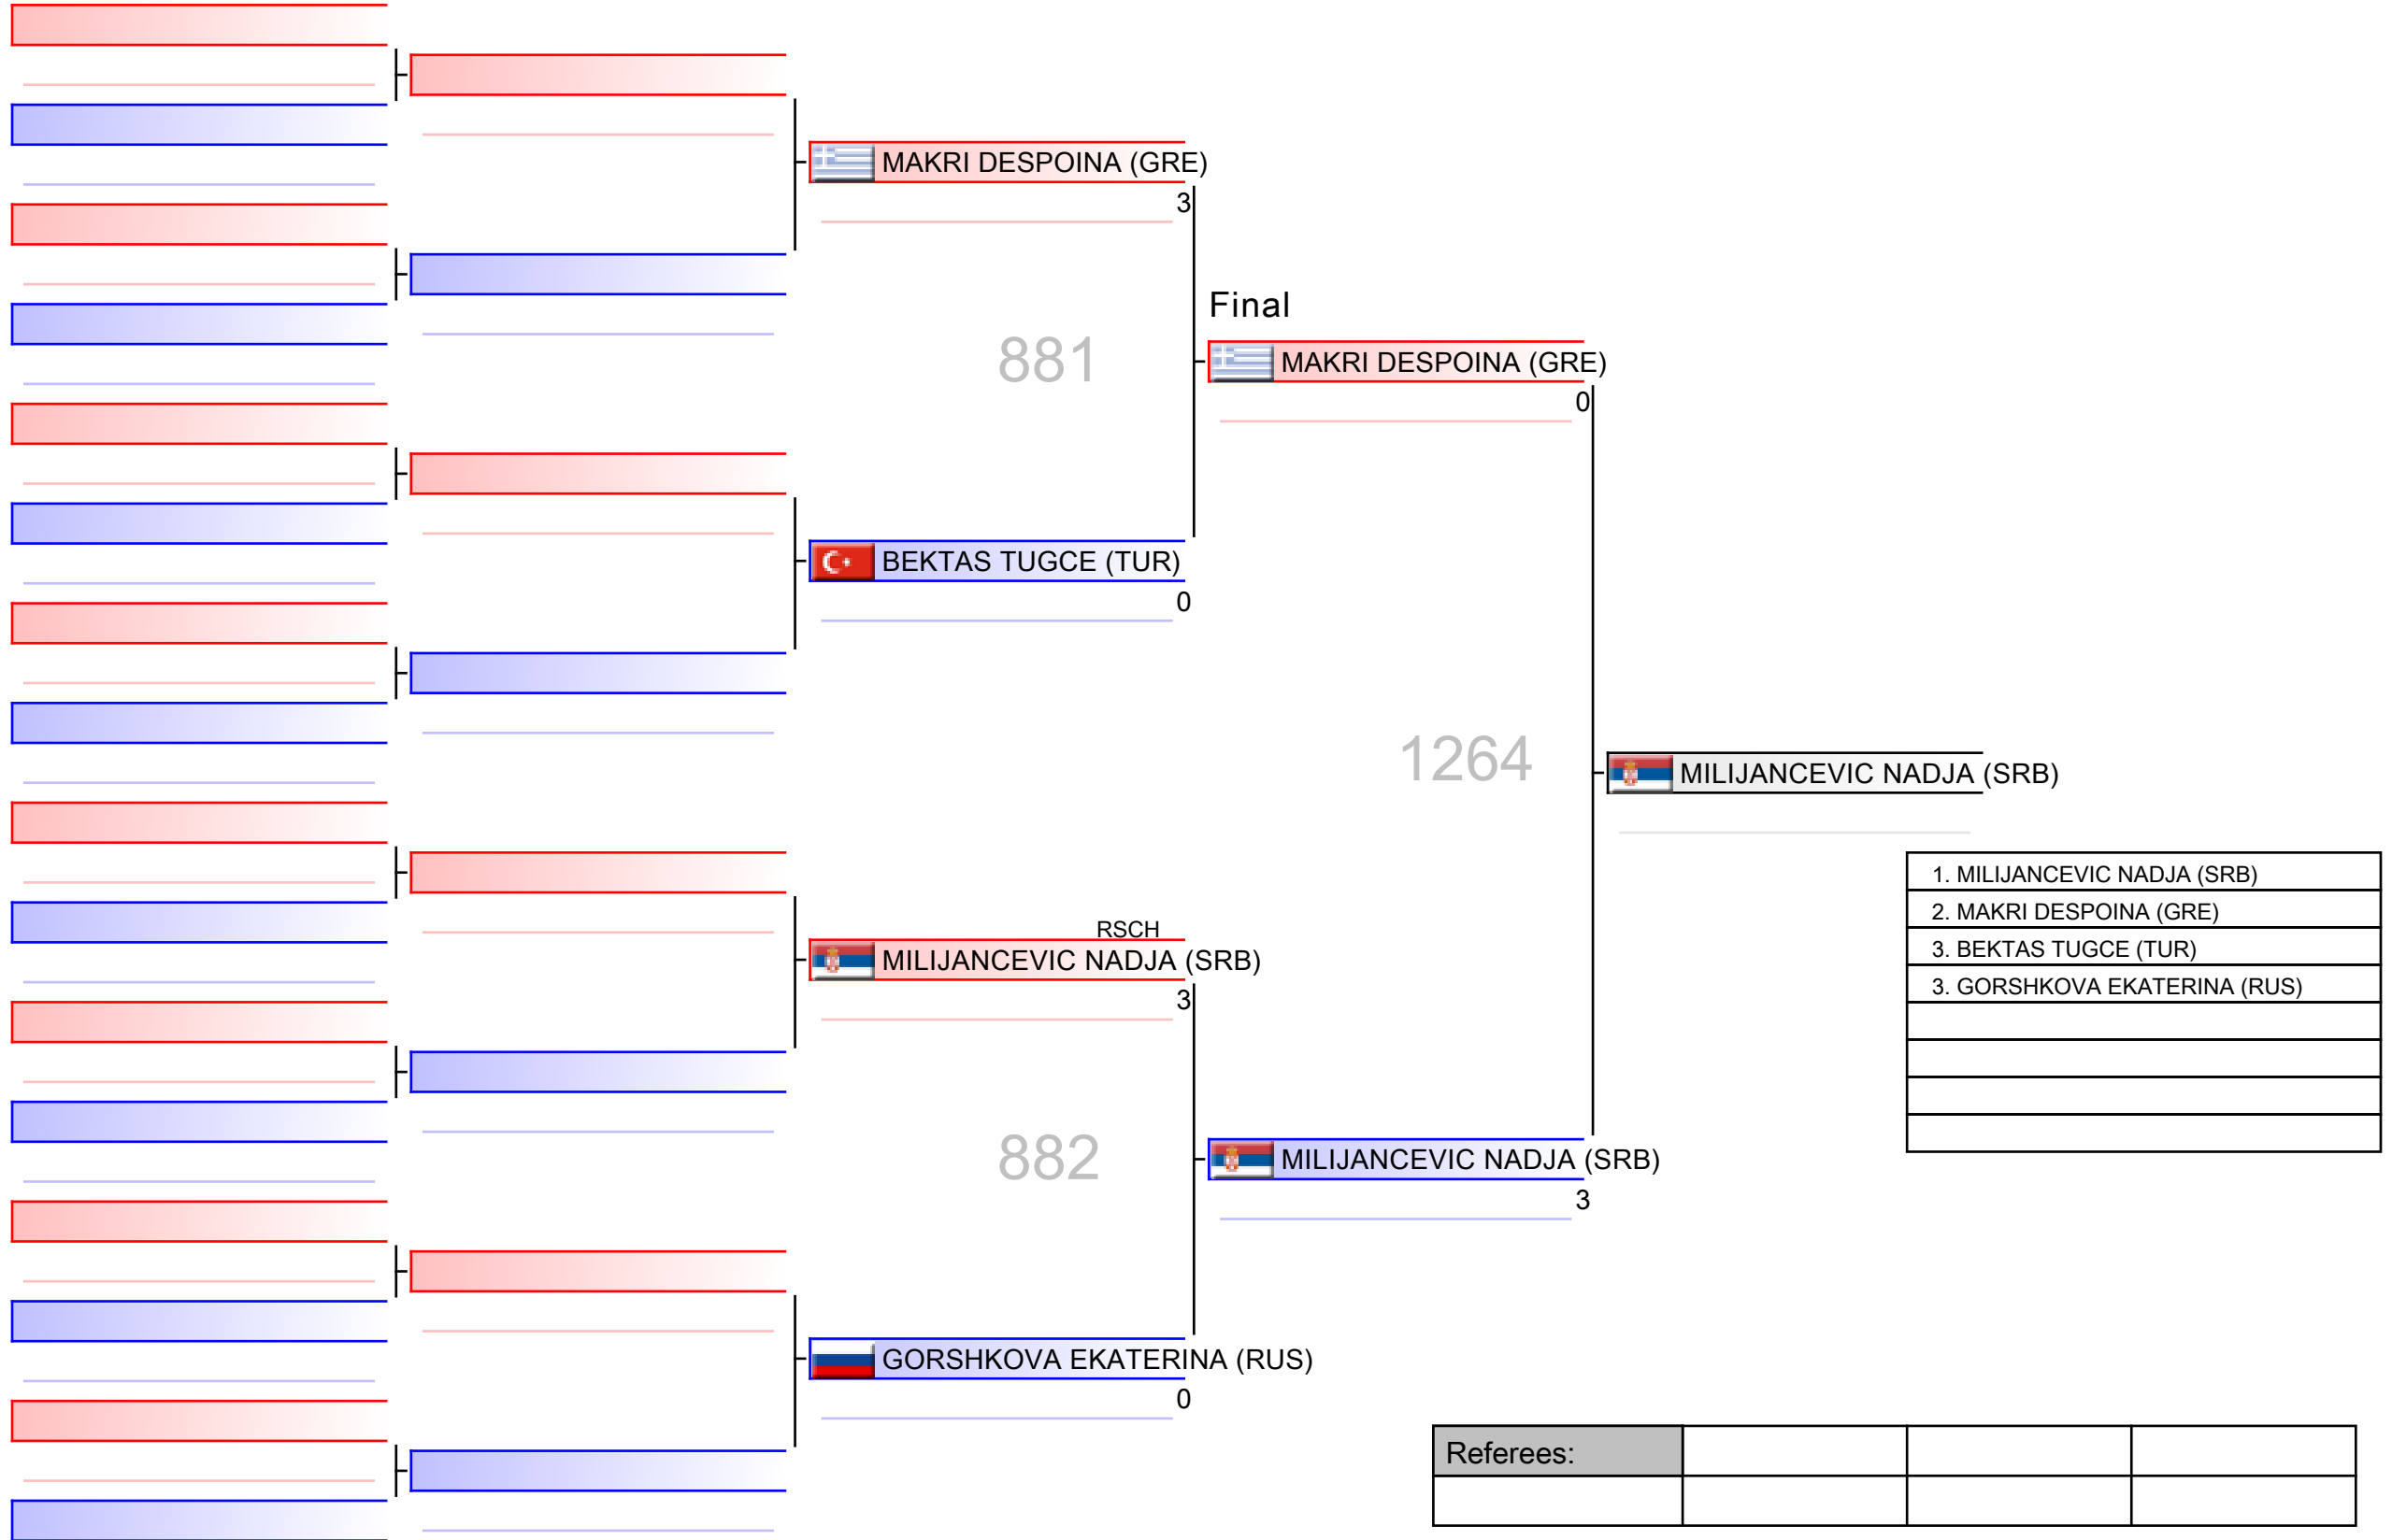 MAKRI DESPOINA (GRE)
3
Final
881
MAKRI DESPOINA (GRE)
0
BEKTAS TUGCE (TUR)
0
1264
MILIJANCEVIC NADJA (SRB)
1. MILIJANCEVIC NADJA (SRB)
2. MAKRI DESPOINA (GRE)
3. BEKTAS TUGCE (TUR)
3. GORSHKOVA EKATERINA (RUS)
RSCH
MILIJANCEVIC NADJA (SRB)
3
882
MILIJANCEVIC NADJA (SRB)
3
GORSHKOVA EKATERINA (RUS)
0
Referees: